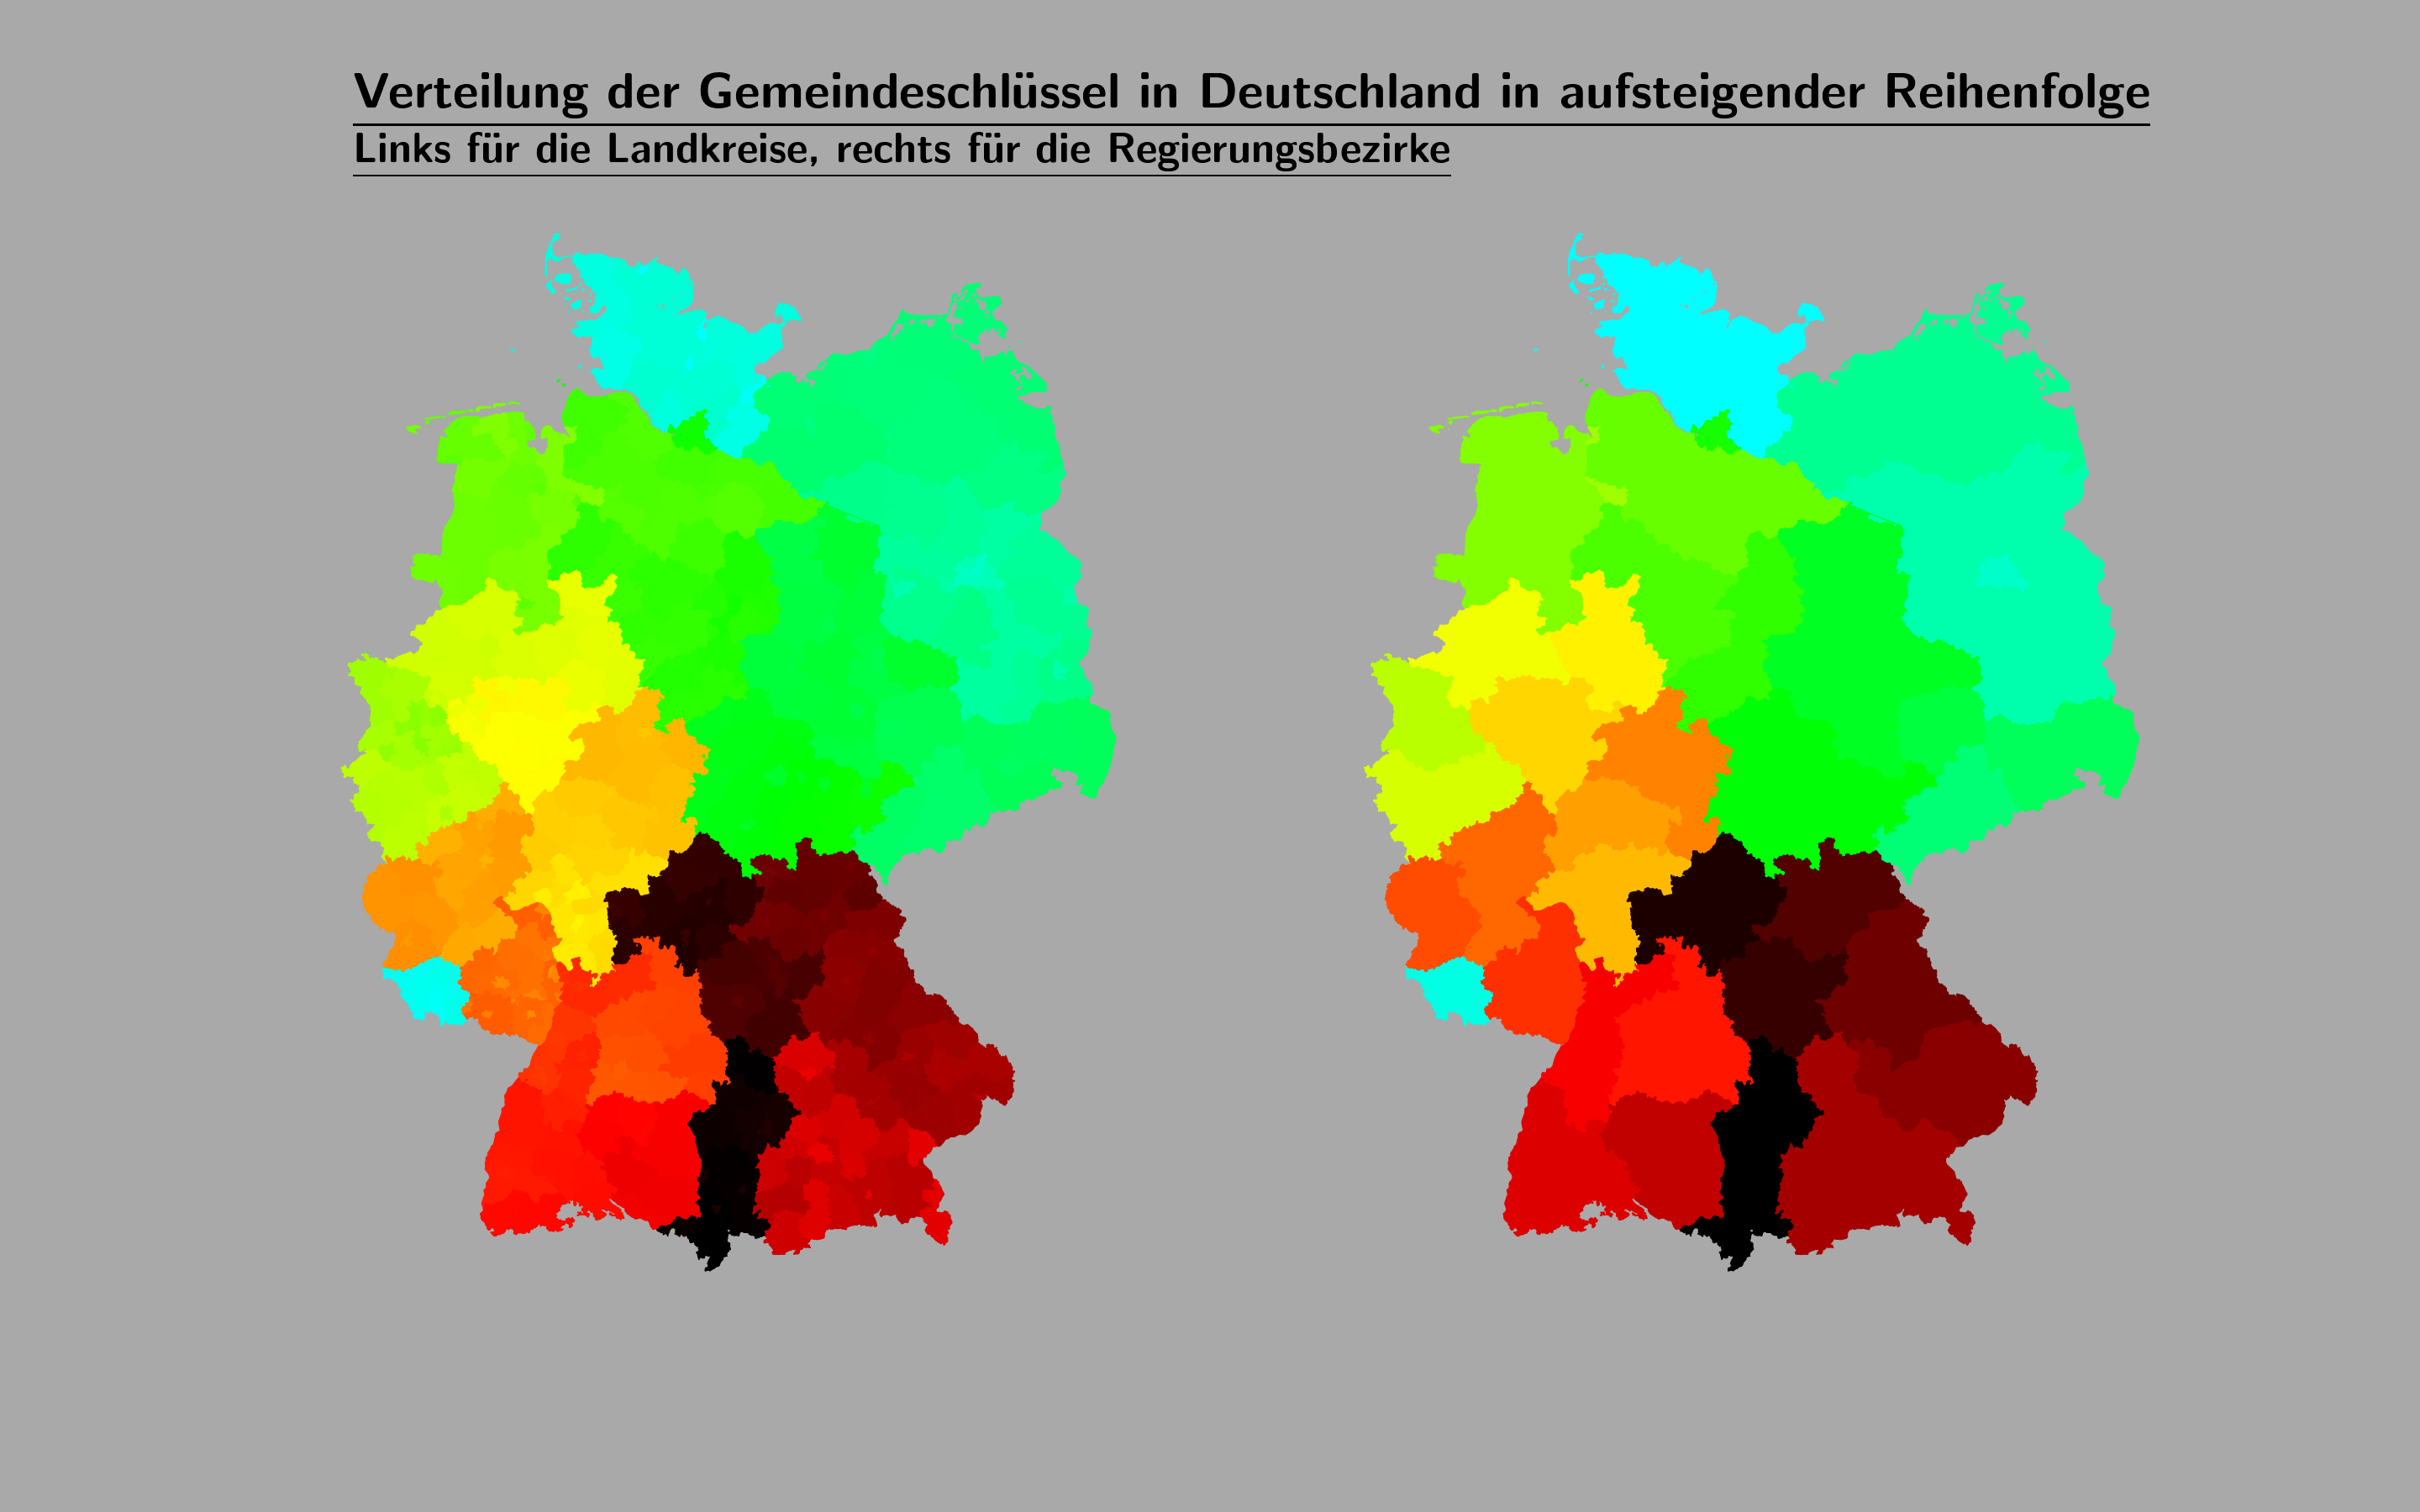 Verteilung der Gemeindeschlüssel in Deutschland in aufsteigender Reihenfolge
Links für die Landkreise, rechts für die Regierungsbezirke